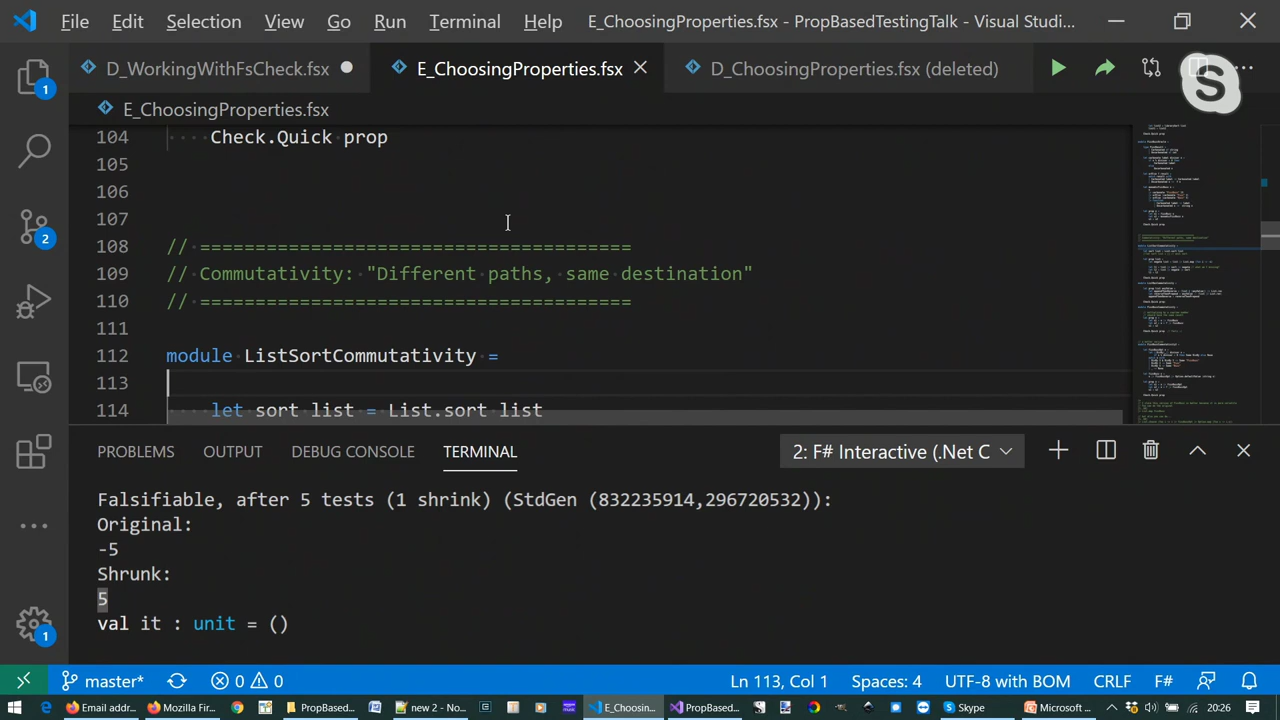 File Edit Selection View Go Run Terminal Help E_ChoosingProperties.fsx - PropBasedTestingTalk - Visual Studi...
D_WorkingWithFsCheck.fsx E_ChoosingProperties.fsx D_ChoosingProperties.fsx (deleted)
E_ChoosingProperties.fsx
104 Check.Quick prop
105
106
107
108 // =======================================
109 // Commutativity: "Different paths, same destination"
110 // =======================================
111
112 module ListSortCommutativity =
113
114 let sort list = List.sort list
PROBLEMS OUTPUT DEBUG CONSOLE TERMINAL 2: F# Interactive (.Net C
Falsifiable, after 5 tests (1 shrink) (StdGen (832235914,296720532)):
Original:
-5
Shrunk:
5
val it : unit = ()
1
2
1
master* 0 0 Ln 113, Col 1 Spaces: 4 UTF-8 with BOM CRLF F#
Email addr... Mozilla Fir... PropBased... new 2 - No... E_Choosin... PropBased... Skype Microsoft ... 20:26